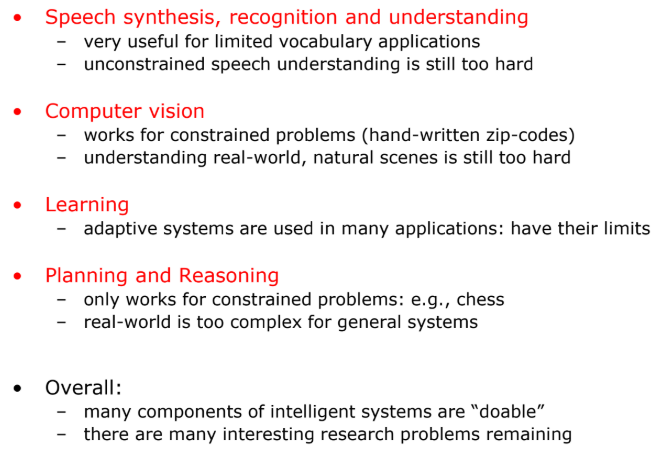 • Speech synthesis, recognition and understanding
– very useful for limited vocabulary applications
– unconstrained speech understanding is still too hard
• Computer vision
– works for constrained problems (hand-written zip-codes)
– understanding real-world, natural scenes is still too hard
• Learning
– adaptive systems are used in many applications: have their limits
• Planning and Reasoning
– only works for constrained problems: e.g., chess
– real-world is too complex for general systems
• Overall:
– many components of intelligent systems are “doable”
– there are many interesting research problems remaining